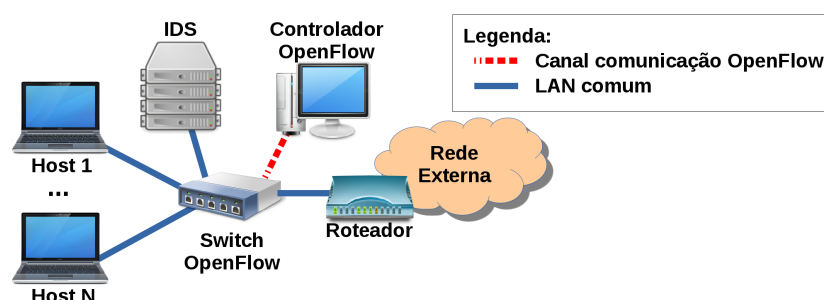 IDS
Controlador
OpenFlow
Legenda:
Canal comunicação OpenFlow
LAN comum
Host 1
...
Rede
Externa
Roteador
Switch
OpenFlow
Host N